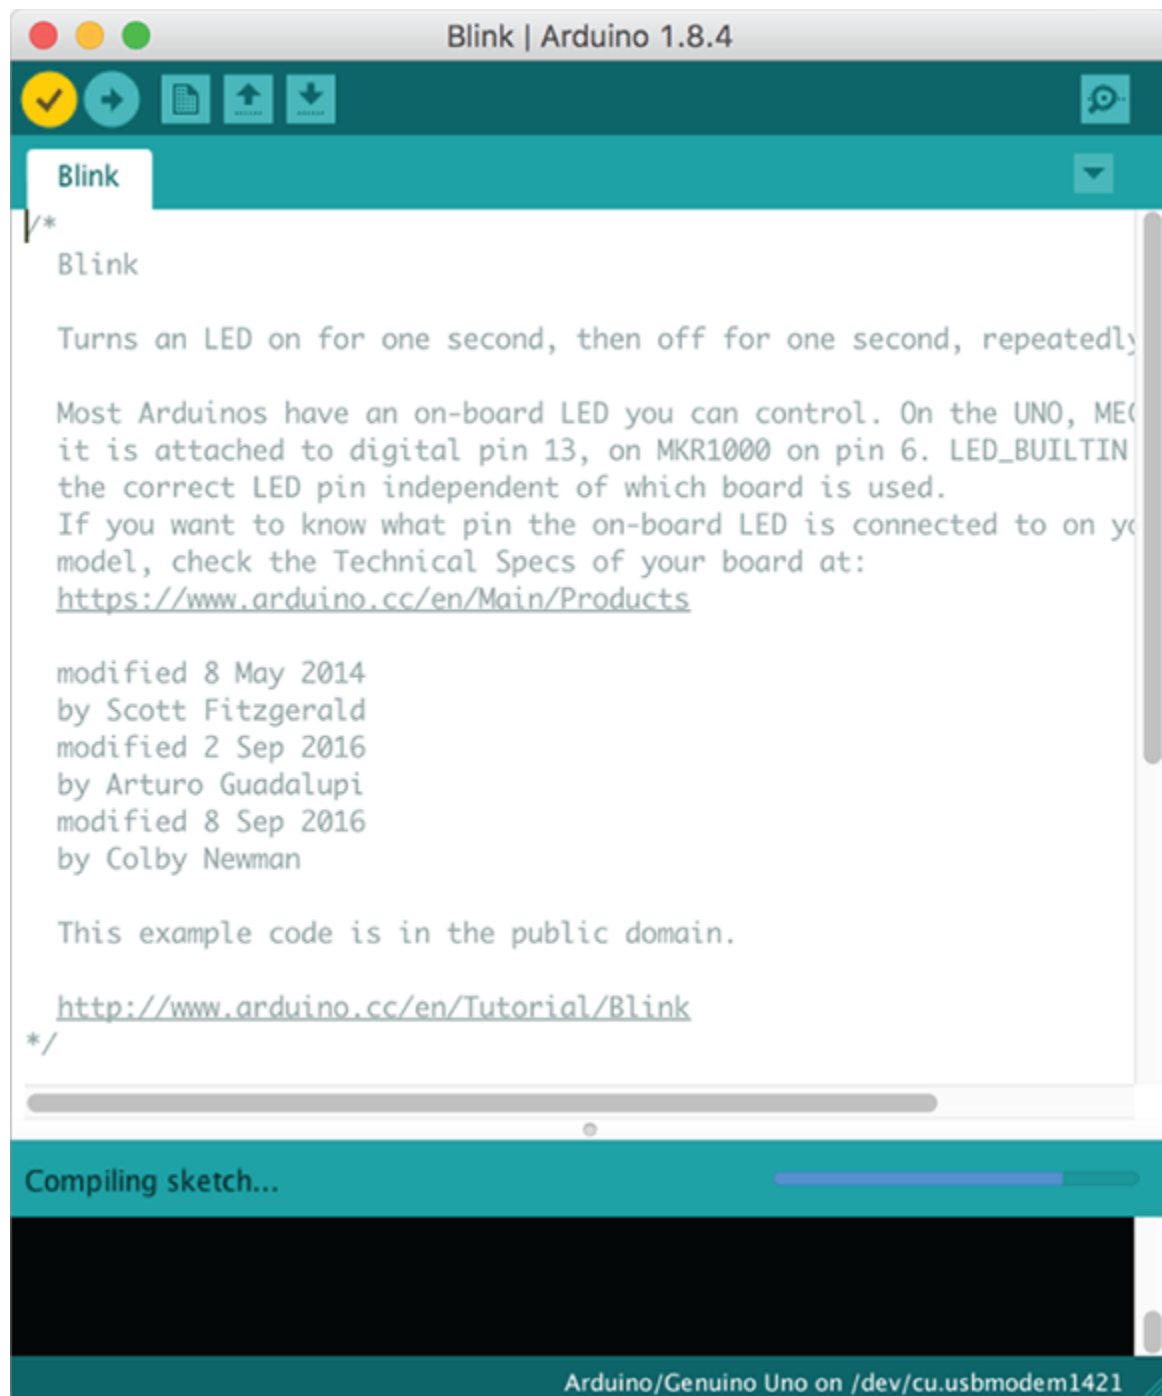 Blink | Arduino 1.8.4
Blink
/*
Blink
Turns an LED on for one second, then off for one second, repeatedly
Most Arduinos have an on-board LED you can control. On the UNO, MEG
it is attached to digital pin 13, on MKR1000 on pin 6. LED_BUILTIN
the correct LED pin independent of which board is used.
If you want to know what pin the on-board LED is connected to on yo
model, check the Technical Specs of your board at:
https://www.arduino.cc/en/Main/Products
modified 8 May 2014
by Scott Fitzgerald
modified 2 Sep 2016
by Arturo Guadalupi
modified 8 Sep 2016
by Colby Newman
This example code is in the public domain.
http://www.arduino.cc/en/Tutorial/Blink
*/
Compiling sketch...
Arduino/Genuino Uno on /dev/cu.usbmodem1421